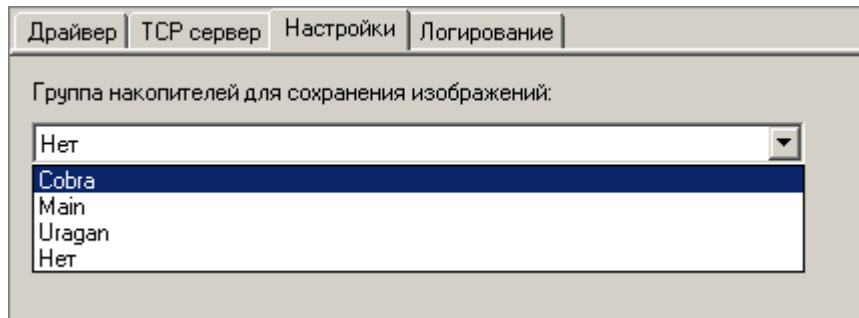 Драйвер TCP сервер Настройки Логирование
Группа накопителей для сохранения изображений:
Нет
Cobra
Main
Uragan
Нет